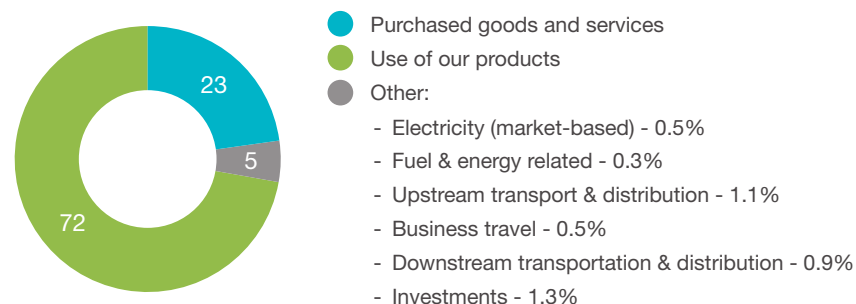 23
5
72
Purchased goods and services
Use of our products
Other:
- Electricity (market-based) - 0.5%
- Fuel & energy related - 0.3%
- Upstream transport & distribution - 1.1%
- Business travel - 0.5%
- Downstream transportation & distribution - 0.9%
- Investments - 1.3%